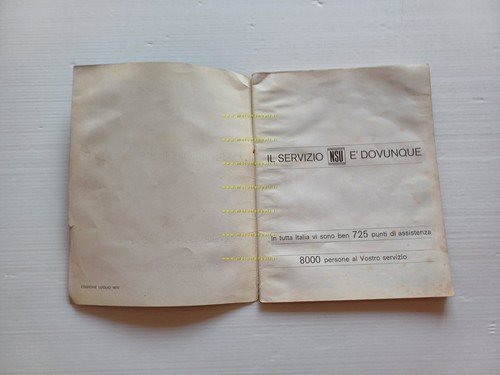 IL SERVIZIO NSU E' DOVUNQUE
In tutta Italia vi sono ben 725 punti di assistenza
8000 persone al Vostro servizio